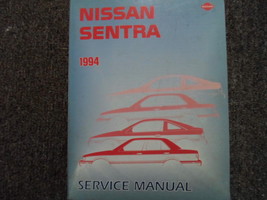 NISSAN
SENTRA
1994
SERVICE MANUAL